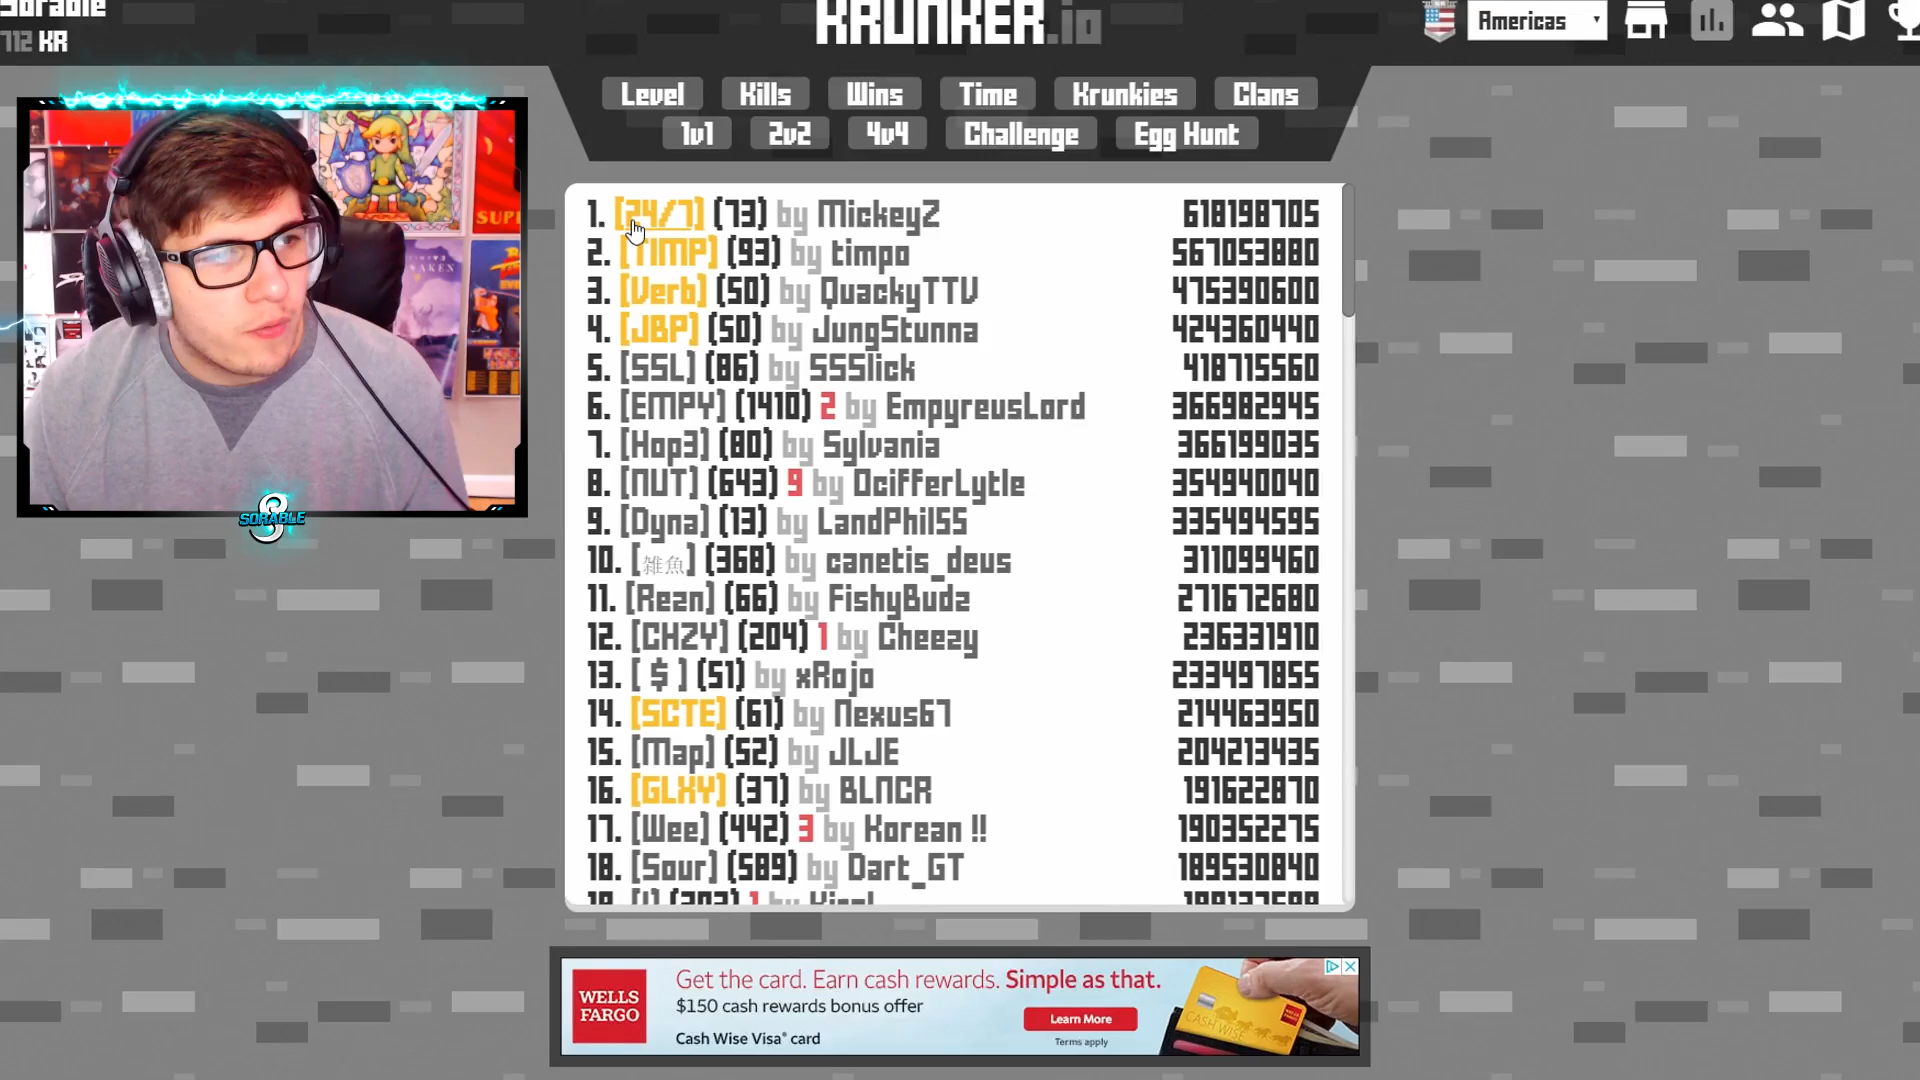 Sorable
712 KR
KRUNKER.io
Americas
Level Kills Wins Time Krunkies Clans
1v1 2v2 4v4 Challenge Egg Hunt
1. [24/7] (73) by MickeyZ 618198705
2. [TIMP] (93) by timpo 567053880
3. [Verb] (50) by QuackyTTV 475390600
4. [JBP] (50) by JungStunna 424360440
5. [SSL] (86) by SSSlick 418715560
6. [EMPY] (1410) 2 by EmpyreusLord 366982945
7. [Hop3] (80) by Sylvania 366199035
8. [NUT] (643) 9 by OcifferLytle 354940040
9. [Dyna] (13) by LandPhil55 335494595
10. [雑魚] (368) by canetis_deus 311099460
11. [Rezn] (66) by FishyBudz 271672680
12. [CHZY] (204) 1 by Cheezy 236331910
13. [ $ ] (51) by xRojo 233497855
14. [SCTE] (61) by Nexus67 214463950
15. [Map] (52) by JLJE 204213435
16. [GLXY] (37) by BLNCR 191622870
17. [Wee] (442) 3 by Korean !! 190352275
18. [Sour] (589) by Dart_GT 189530840
SUP
SORABLE
WELLS FARGO
Get the card. Earn cash rewards. Simple as that.
$150 cash rewards bonus offer
Cash Wise Visa® card
Learn More
Terms apply
CASH WISE